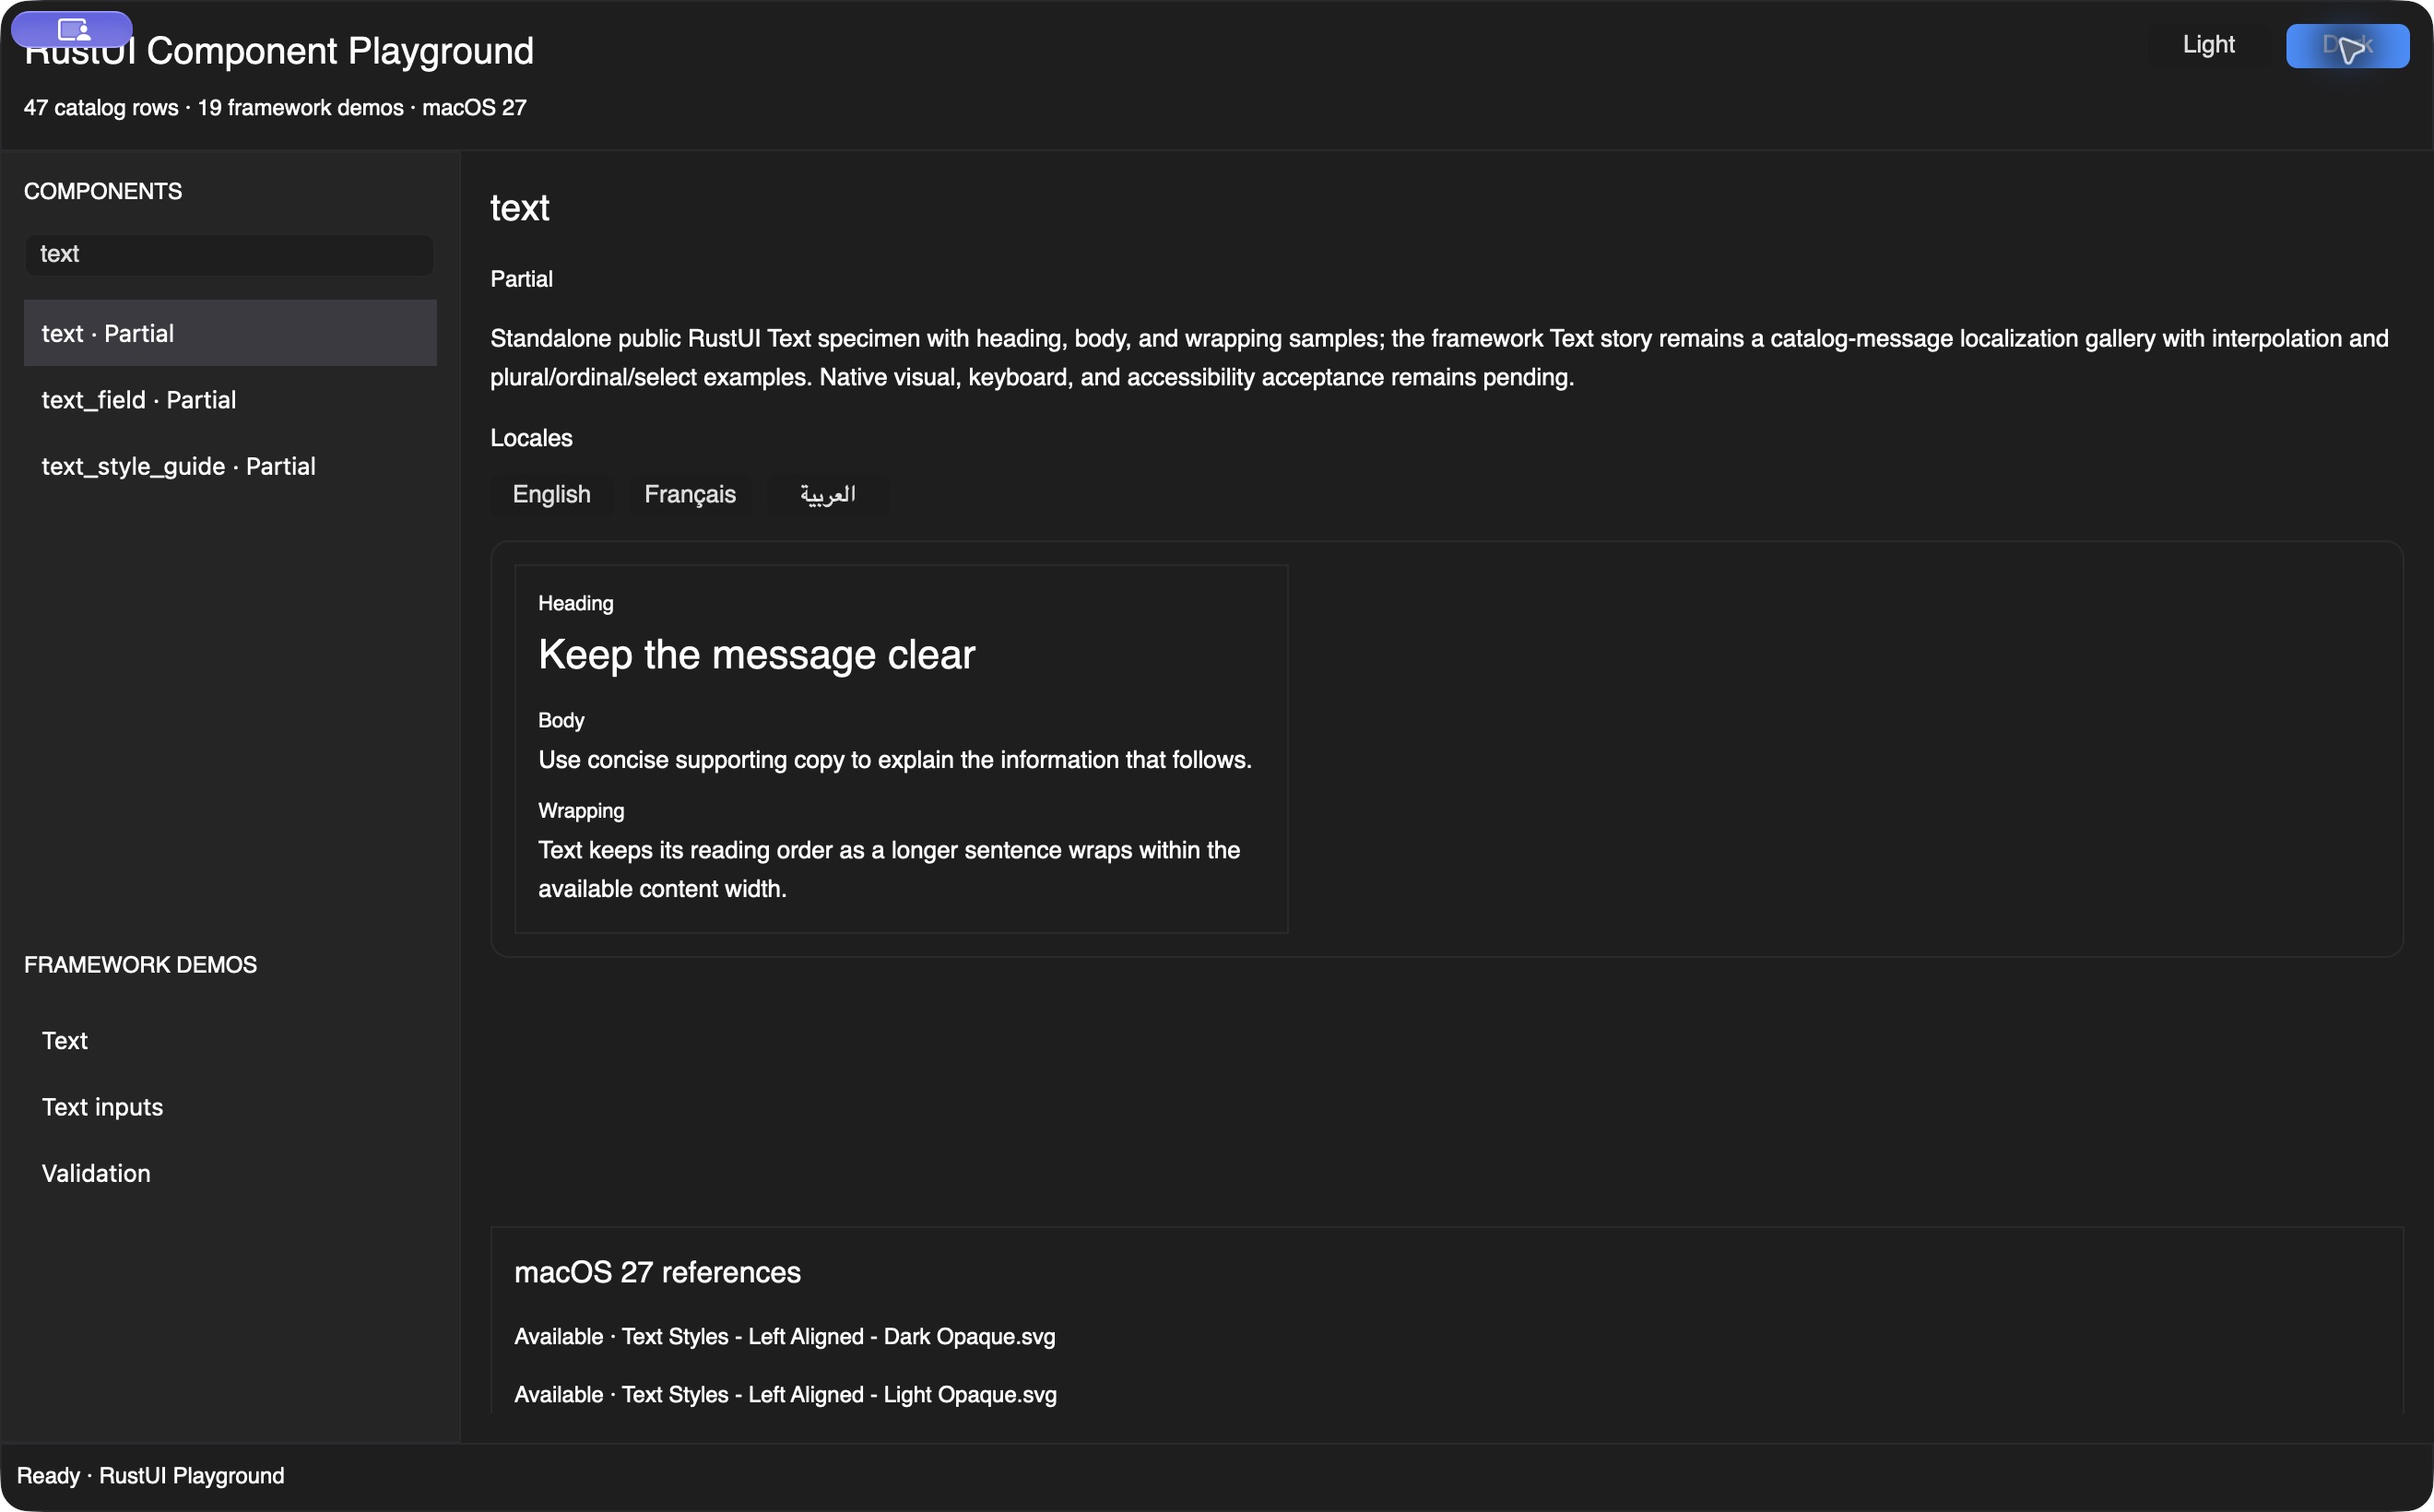 RustUI Component Playground
47 catalog rows · 19 framework demos · macOS 27
Light
Dark
COMPONENTS
text
text · Partial
text_field · Partial
text_style_guide · Partial
FRAMEWORK DEMOS
Text
Text inputs
Validation
text
Partial
Standalone public RustUI Text specimen with heading, body, and wrapping samples; the framework Text story remains a catalog-message localization gallery with interpolation and
plural/ordinal/select examples. Native visual, keyboard, and accessibility acceptance remains pending.
Locales
English
Français
العربية
Heading
Keep the message clear
Body
Use concise supporting copy to explain the information that follows.
Wrapping
Text keeps its reading order as a longer sentence wraps within the
available content width.
macOS 27 references
Available · Text Styles - Left Aligned - Dark Opaque.svg
Available · Text Styles - Left Aligned - Light Opaque.svg
Ready · RustUI Playground